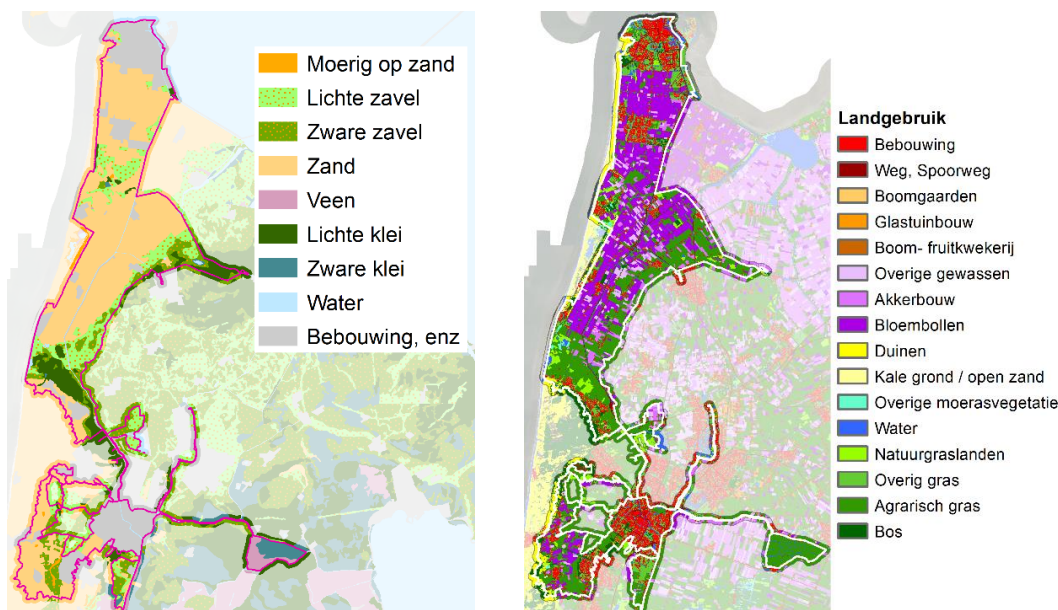 Moerig op zand
Lichte zavel
Zware zavel
Zand
Veen
Lichte klei
Zware klei
Water
Bebouwing, enz
Landgebruik
Bebouwing
Weg, Spoorweg
Boomgaarden
Glastuinbouw
Boom- fruitkwekerij
Overige gewassen
Akkerbouw
Bloembollen
Duinen
Kale grond / open zand
Overige moerasvegetatie
Water
Natuurgraslanden
Overig gras
Agrarisch gras
Bos